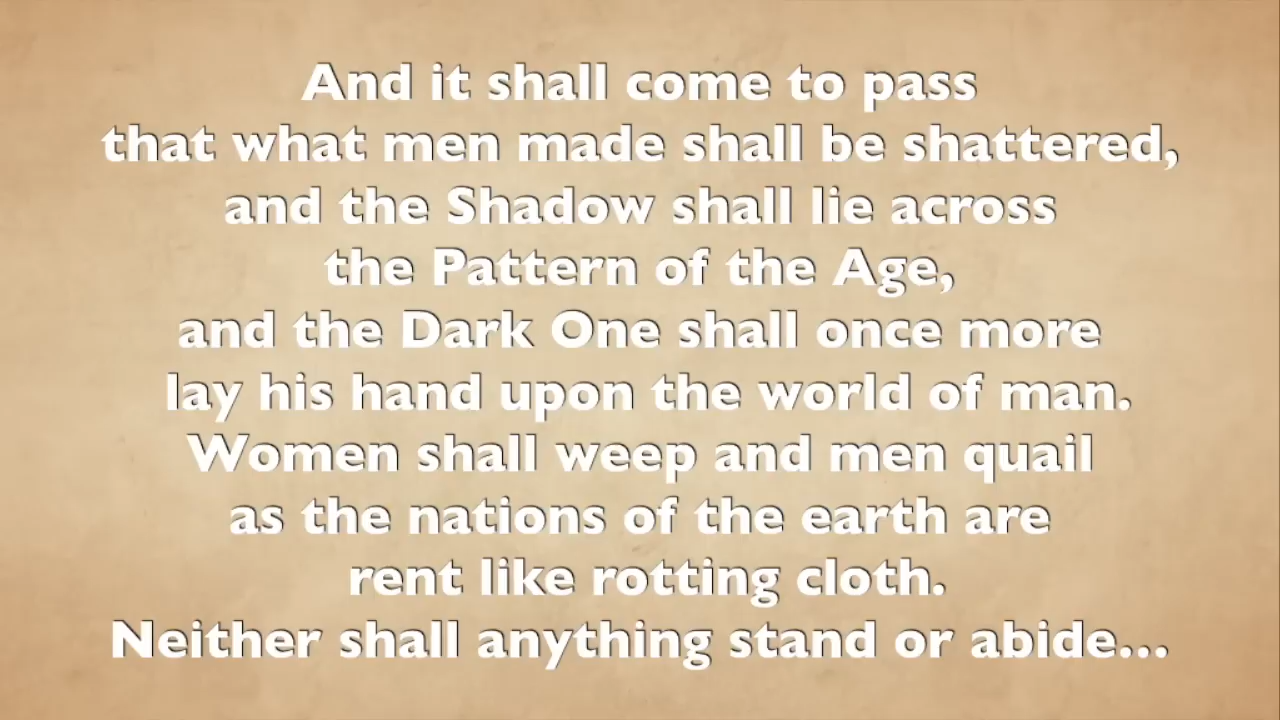 And it shall come to pass
that what men made shall be shattered,
and the Shadow shall lie across
the Pattern of the Age,
and the Dark One shall once more
lay his hand upon the world of man.
Women shall weep and men quail
as the nations of the earth are
rent like rotting cloth.
Neither shall anything stand or abide...